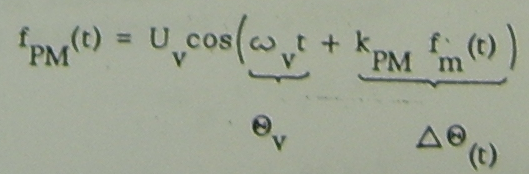 f_PM(t) = U_v cos(ω_v t + k_PM f_m(t))
Θ_v ΔΘ_(t)